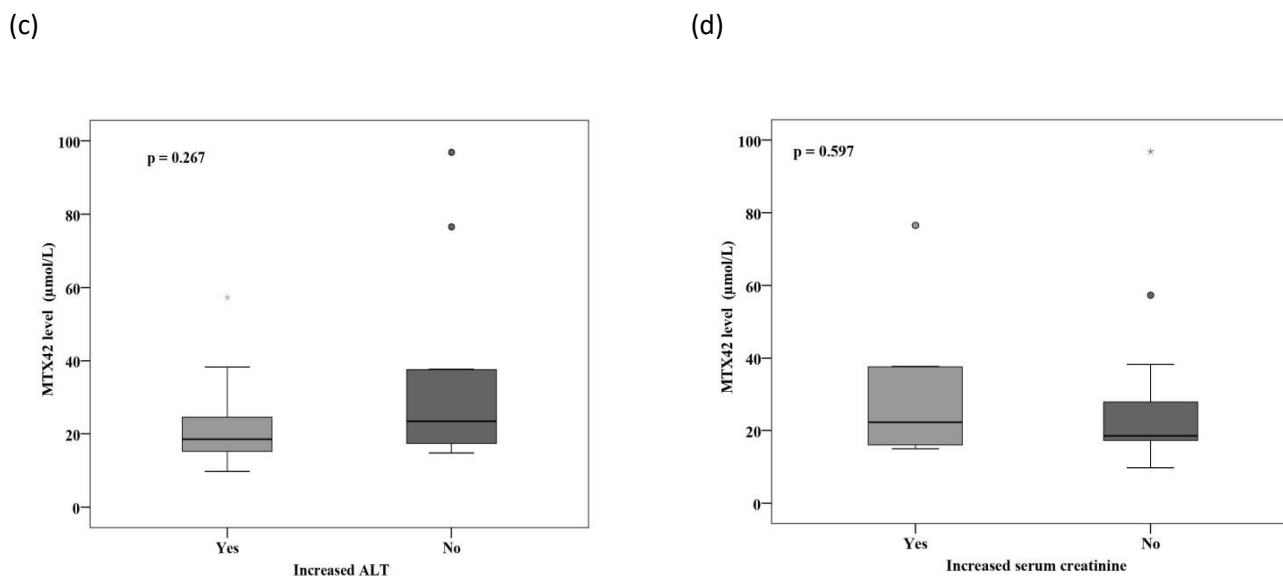 (c)
p = 0.267
MTX42 level (µmol/L)
100
80
60
40
20
0
Yes
No
Increased ALT
(d)
p = 0.597
MTX42 level (µmol/L)
100
80
60
40
20
0
Yes
No
Increased serum creatinine